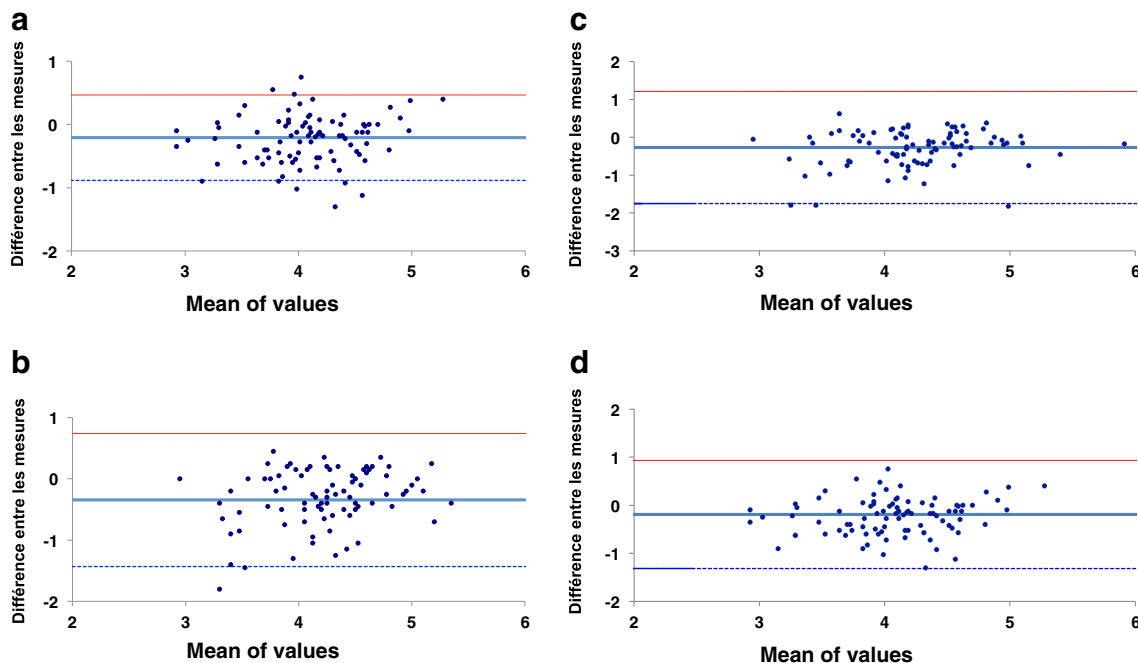 a
Différence entre les mesures
1
0
-1
-2
2 3 4 5 6
Mean of values
b
Différence entre les mesures
1
0
-1
-2
2 3 4 5 6
Mean of values
c
Différence entre les mesures
2
1
0
-1
-2
-3
2 3 4 5 6
Mean of values
d
Différence entre les mesures
2
1
0
-1
-2
2 3 4 5 6
Mean of values